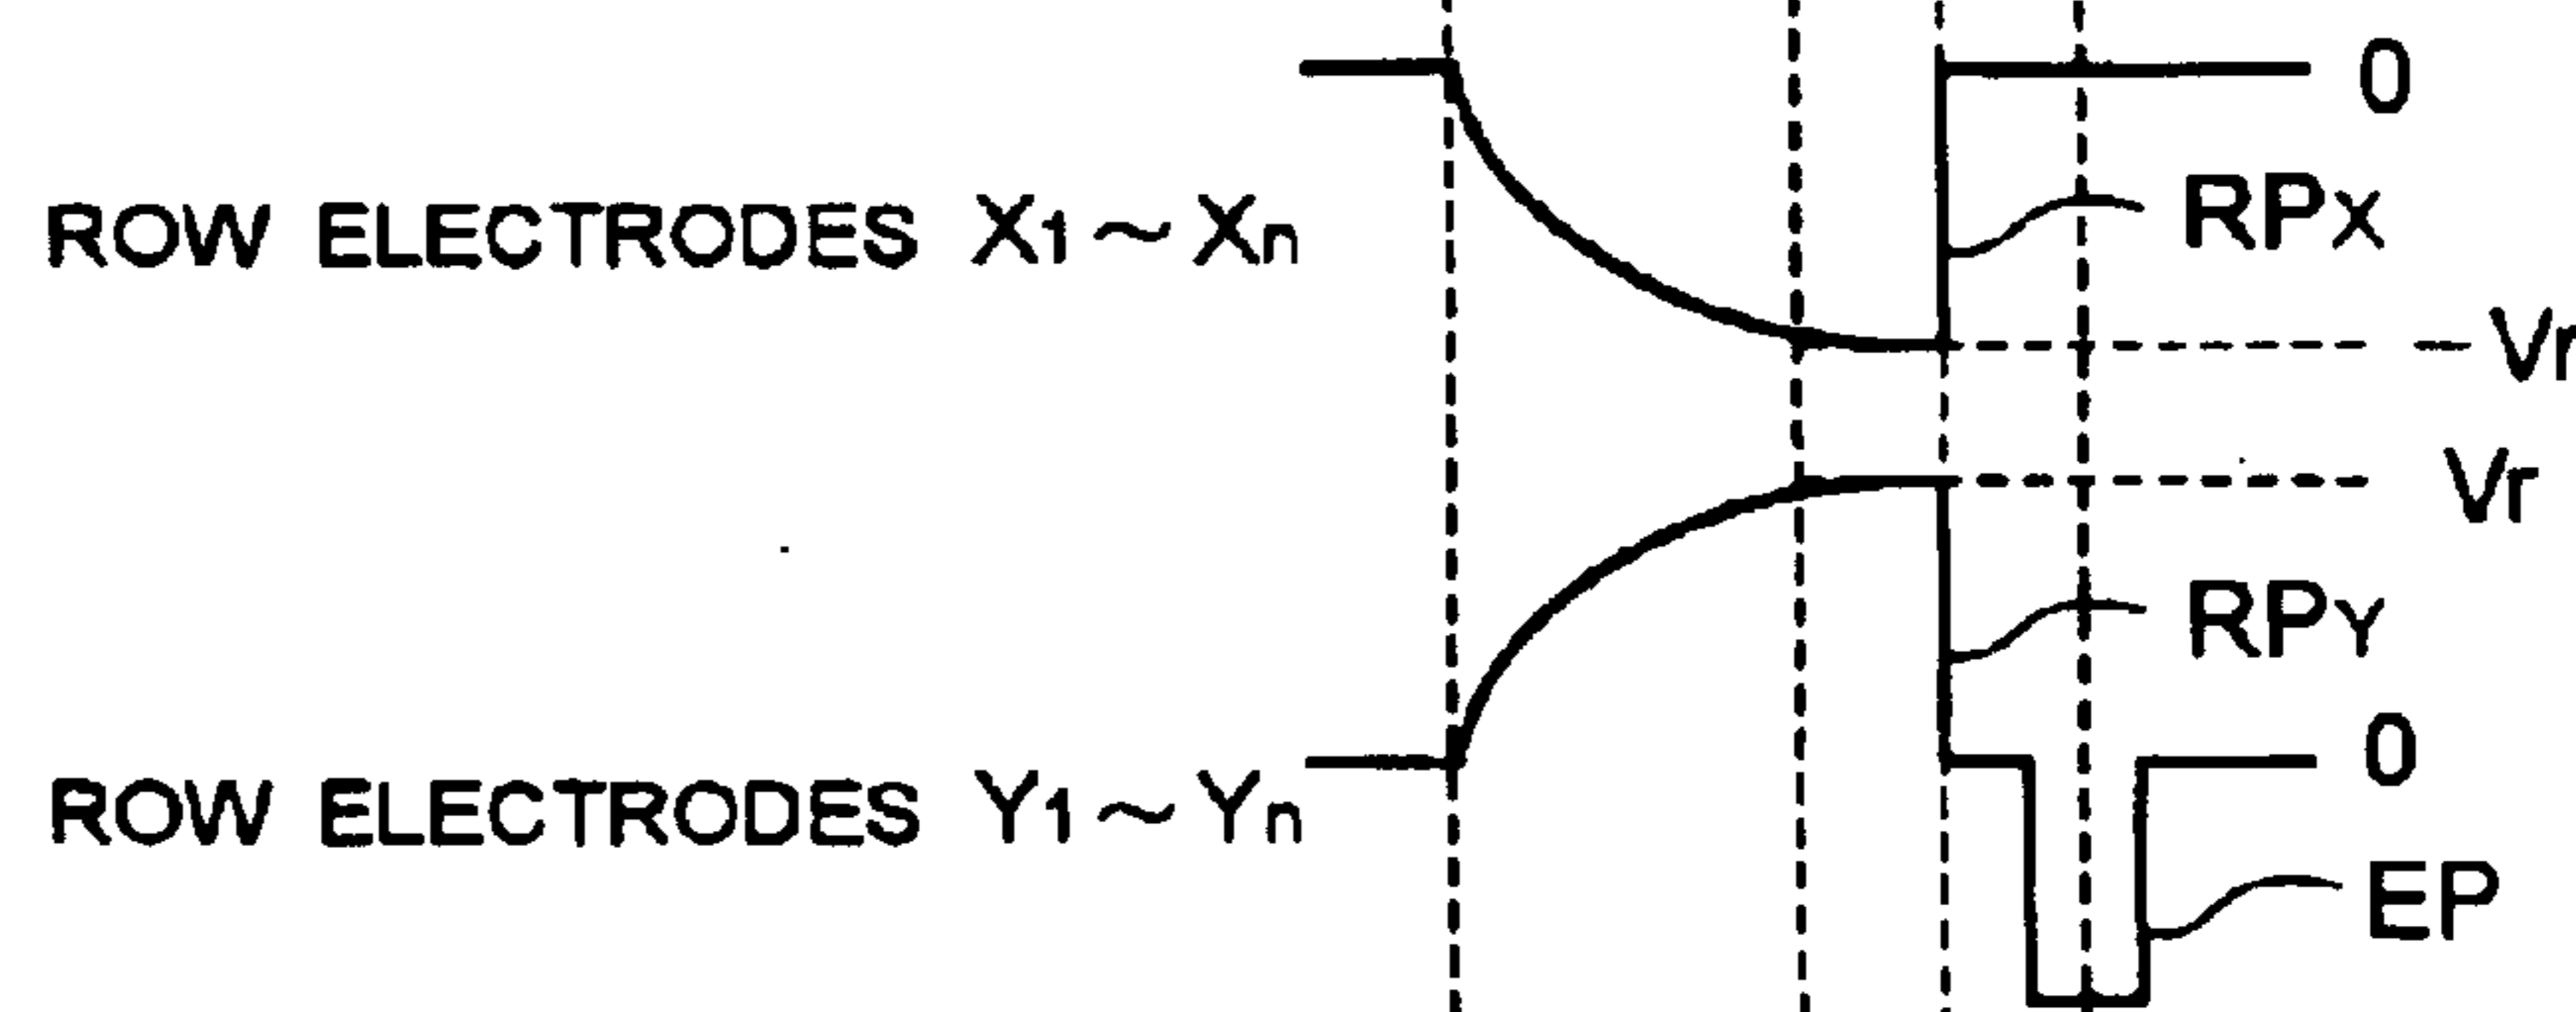 0
ROW ELECTRODES X1~Xn
RPX
−Vr
Vr
RPY
0
ROW ELECTRODES Y1~Yn
EP